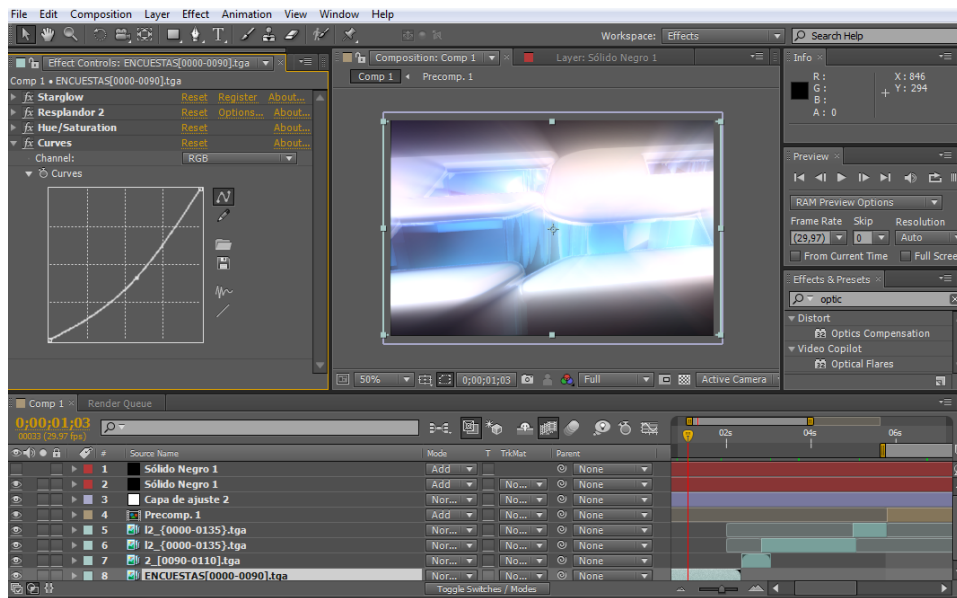 File Edit Composition Layer Effect Animation View Window Help
Workspace: Effects Search Help
Effect Controls: ENCUESTAS[0000-0090].tga
Composition: Comp 1 Layer: Sólido Negro 1
Info
Comp 1 • ENCUESTAS[0000-0090].tga
Comp 1 Precomp. 1
R: X: 846
G: Y: 294
B:
A: 0
fx Starglow Reset Register About...
fx Resplandor 2 Reset Options... About...
fx Hue/Saturation Reset About...
fx Curves Reset About...
Channel: RGB
Curves
Preview
RAM Preview Options
Frame Rate Skip Resolution
(29,97) 0 Auto
From Current Time Full Scree
Effects & Presets
optic
Distort
Optics Compensation
Video Copilot
Optical Flares
50% 0;00;01;03 Full Active Camera
Comp 1 Render Queue
0;00;01;03
00033 (29.97 fps)
02s 04s 06s
# Source Name Mode T TrkMat Parent
1 Sólido Negro 1 Add None
2 Sólido Negro 1 Add No... None
3 Capa de ajuste 2 Nor... No... None
4 Precomp. 1 Add No... None
5 l2_{0000-0135}.tga Nor... No... None
6 l2_{0000-0135}.tga Nor... No... None
7 2_[0090-0110].tga Nor... No... None
8 ENCUESTAS[0000-0090].tga Nor... No... None
Toggle Switches / Modes